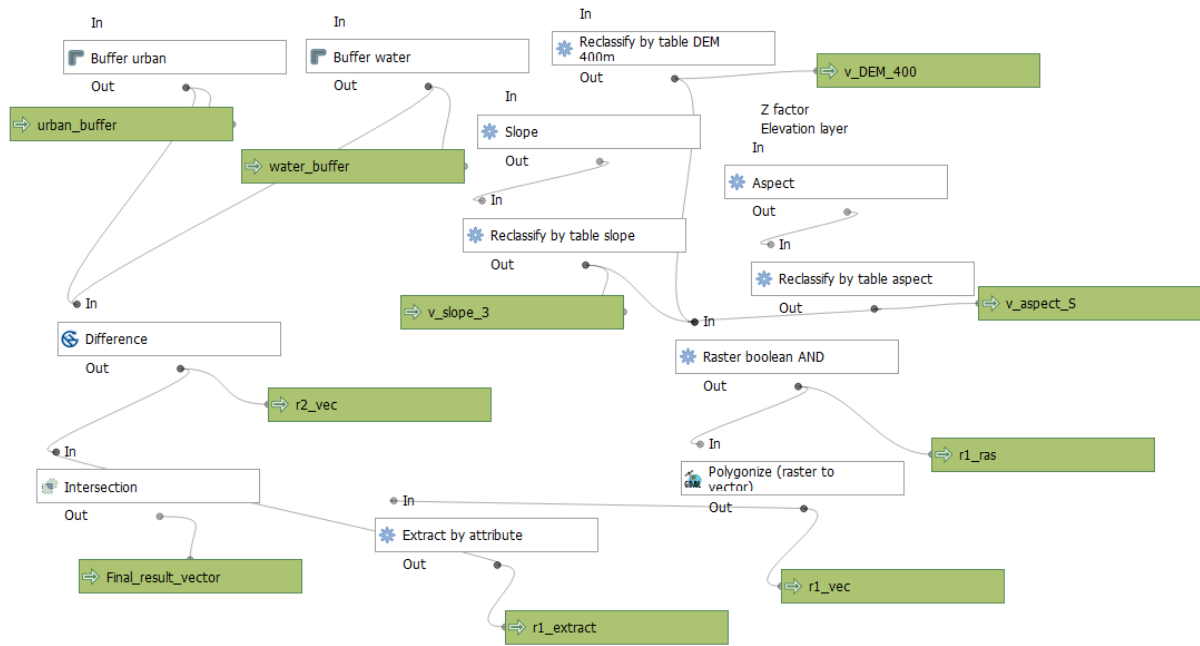 In
Buffer urban
Out
urban_buffer
In
Buffer water
Out
water_buffer
In
Reclassify by table DEM
400m
Out
v_DEM_400
In
Slope
Out
In
Reclassify by table slope
Out
v_slope_3
Z factor
Elevation layer
In
Aspect
Out
In
Reclassify by table aspect
Out
v_aspect_S
In
Difference
Out
r2_vec
In
Raster boolean AND
Out
r1_ras
In
Polygonize (raster to
vector)
Out
r1_vec
In
Intersection
Out
Final_result_vector
In
Extract by attribute
Out
r1_extract